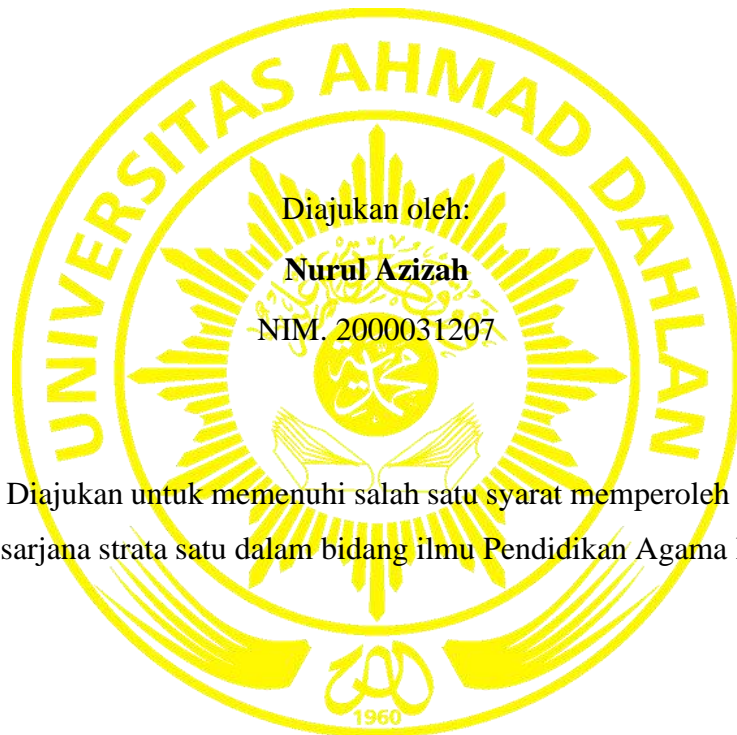 UNIVERSITAS AHMAD DAHLAN
Diajukan oleh:
Nurul Azizah
NIM. 2000031207
محمد
Diajukan untuk memenuhi salah satu syarat memperoleh
sarjana strata satu dalam bidang ilmu Pendidikan Agama
1960